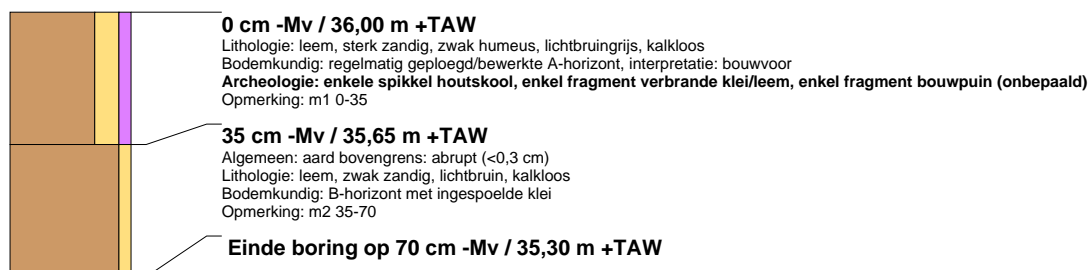 0 cm -Mv / 36,00 m +TAW
Lithologie: leem, sterk zandig, zwak humeus, lichtbruingrijs, kalkloos
Bodemkundig: regelmatig geploegd/bewerkte A-horizont, interpretatie: bouwvoor
Archeologie: enkele spikkel houtskool, enkel fragment verbrande klei/leem, enkel fragment bouwpuin (onbepaald)
Opmerking: m1 0-35
35 cm -Mv / 35,65 m +TAW
Algemeen: aard bovengrens: abrupt (<0,3 cm)
Lithologie: leem, zwak zandig, lichtbruin, kalkloos
Bodemkundig: B-horizont met ingespoelde klei
Opmerking: m2 35-70
Einde boring op 70 cm -Mv / 35,30 m +TAW